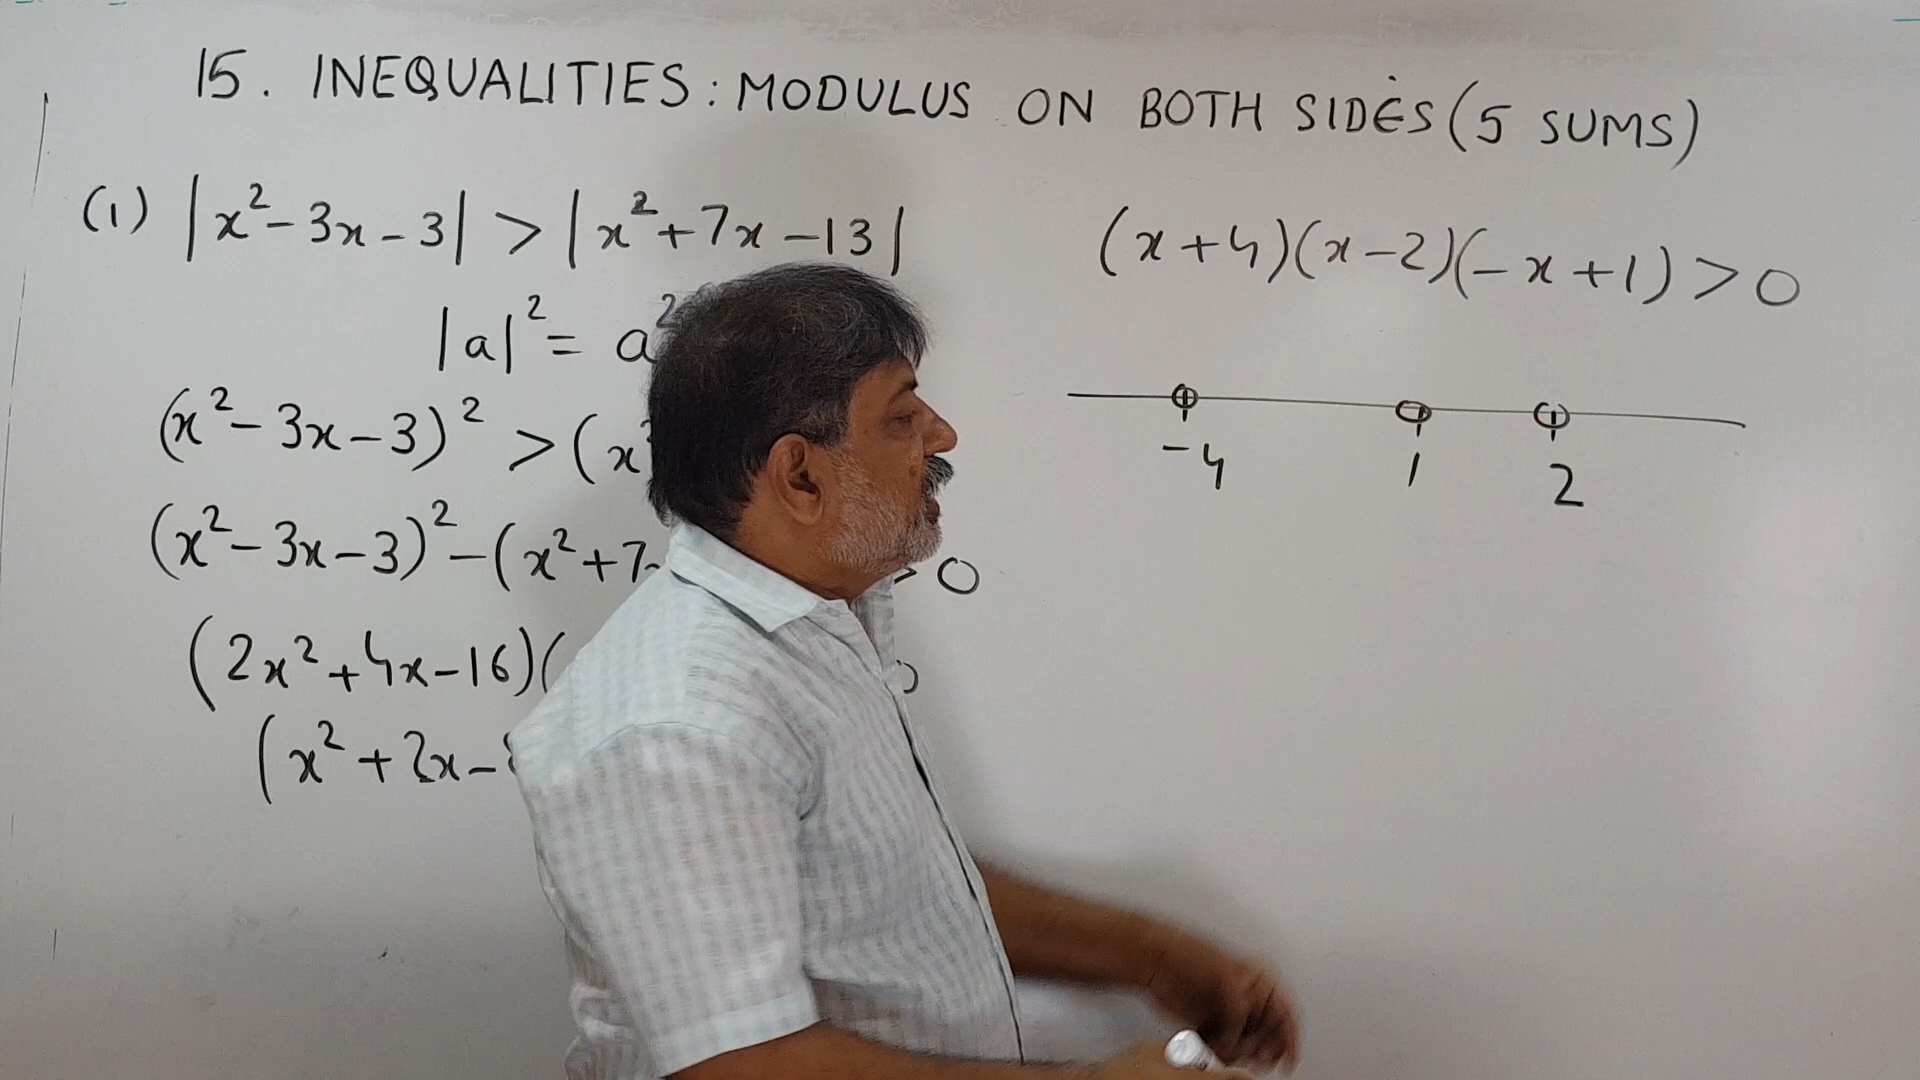 15. INEQUALITIES: MODULUS ON BOTH SIDES (5 SUMS)
(1) |x²-3x-3| > |x²+7x-13|
|a|² = a²
(x²-3x-3)² > (x
(x²-3x-3)² - (x²+7 > 0
(2x²+4x-16)(
(x²+2x-
(x+4)(x-2)(-x+1) > 0
-4 1 2